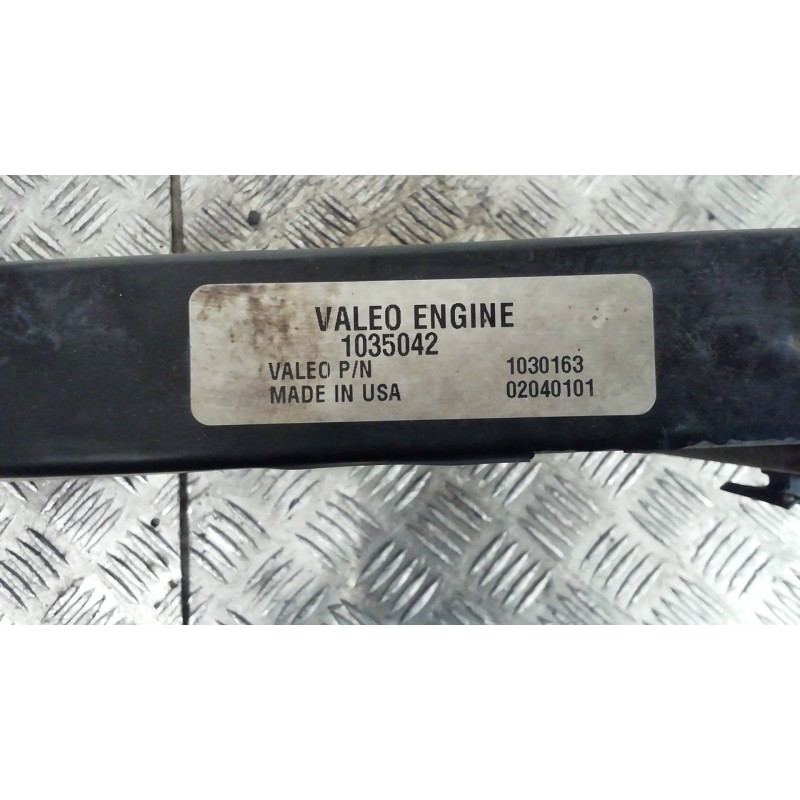 VALEO ENGINE
1035042
VALEO P/N 1030163
MADE IN USA 02040101